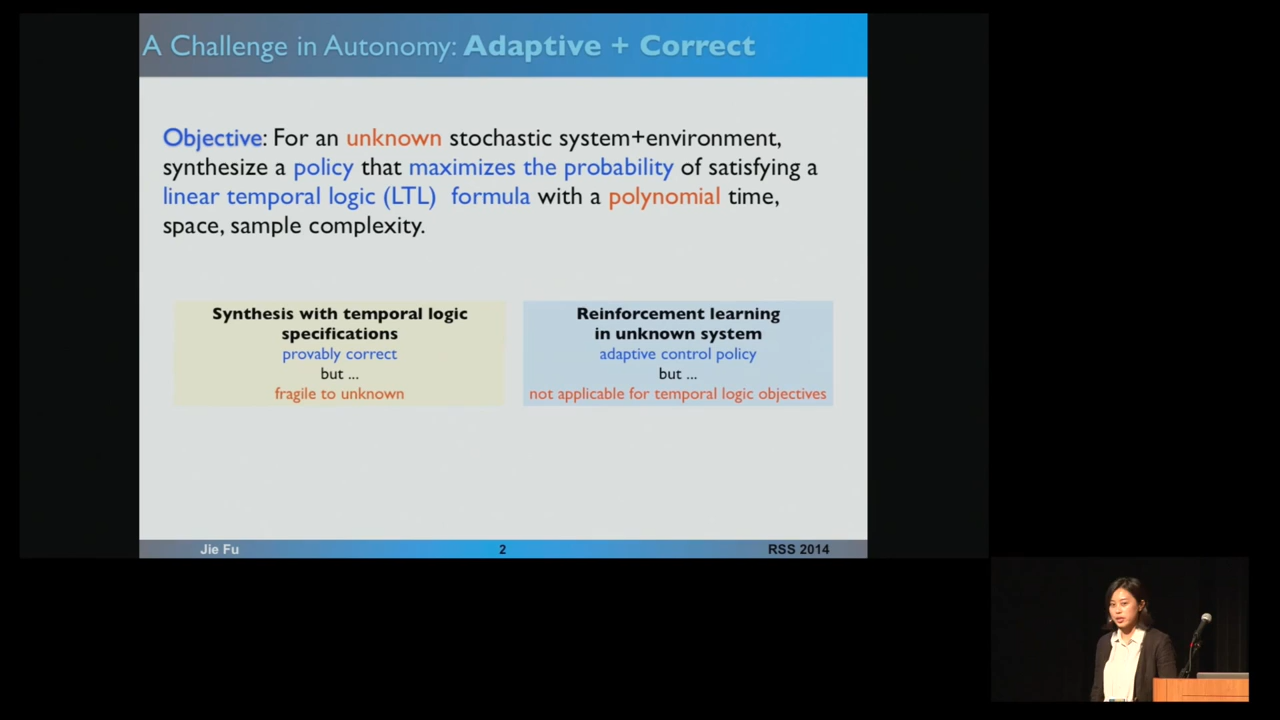 A Challenge in Autonomy: Adaptive + Correct
Objective: For an unknown stochastic system+environment,
synthesize a policy that maximizes the probability of satisfying a
linear temporal logic (LTL) formula with a polynomial time,
space, sample complexity.
Synthesis with temporal logic
specifications
provably correct
but ...
fragile to unknown
Reinforcement learning
in unknown system
adaptive control policy
but ...
not applicable for temporal logic objectives
Jie Fu
2
RSS 2014